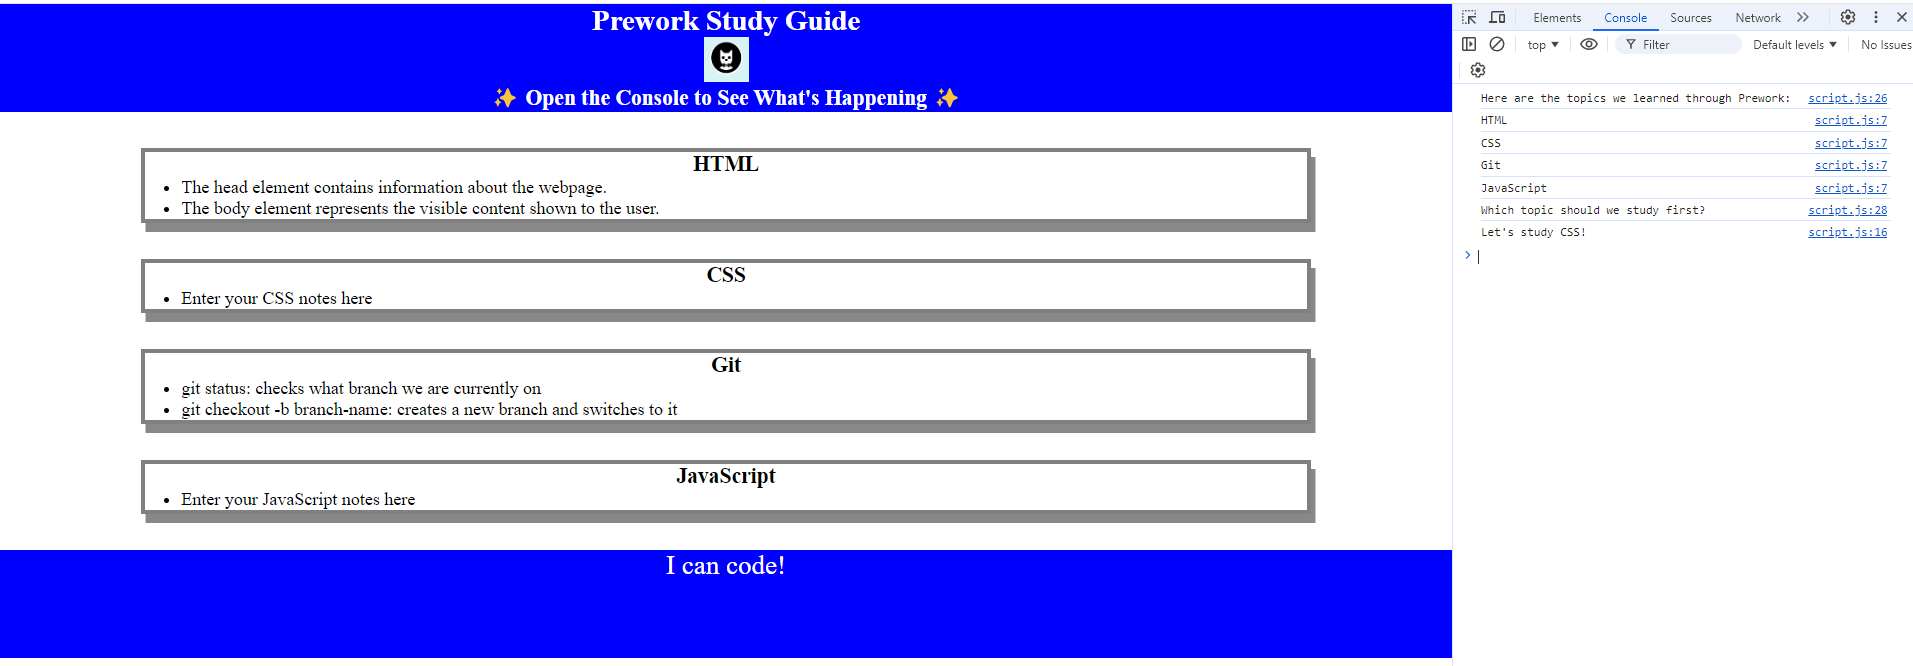 Prework Study Guide
✨ Open the Console to See What's Happening ✨
HTML
• The head element contains information about the webpage.
• The body element represents the visible content shown to the user.
CSS
• Enter your CSS notes here
Git
• git status: checks what branch we are currently on
• git checkout -b branch-name: creates a new branch and switches to it
JavaScript
• Enter your JavaScript notes here
I can code!
Elements Console Sources Network
top ▼ Filter Default levels ▼ No Issues
Here are the topics we learned through Prework: script.js:26
HTML script.js:7
CSS script.js:7
Git script.js:7
JavaScript script.js:7
Which topic should we study first? script.js:28
Let's study CSS! script.js:16